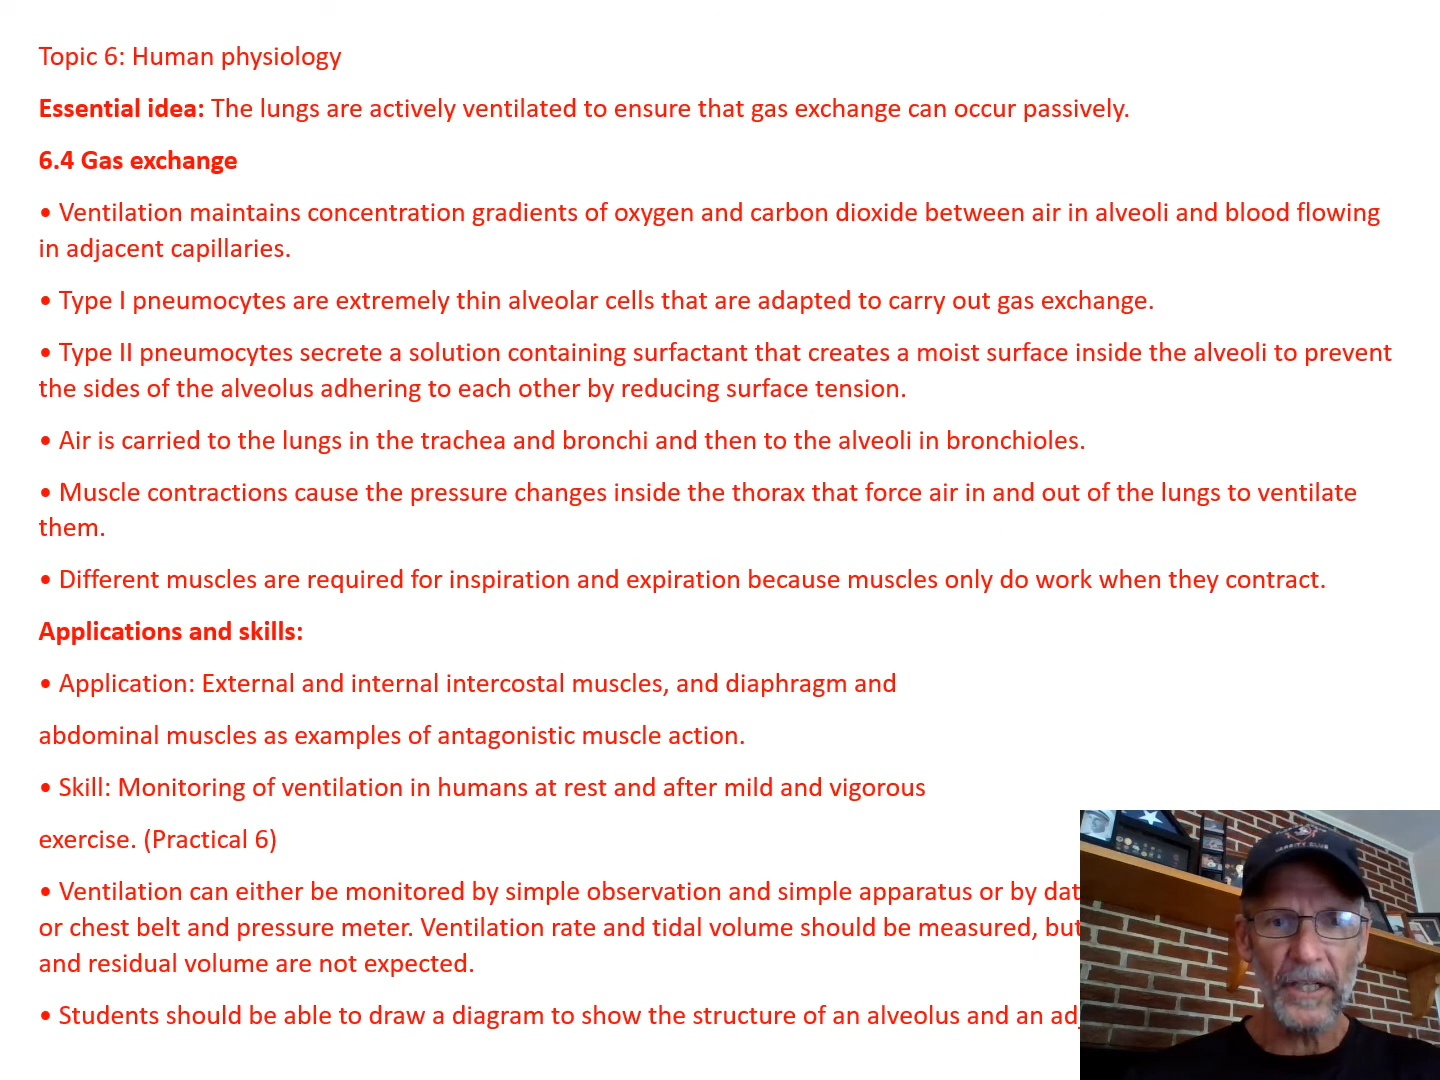 Topic 6: Human physiology
Essential idea: The lungs are actively ventilated to ensure that gas exchange can occur passively.
6.4 Gas exchange
• Ventilation maintains concentration gradients of oxygen and carbon dioxide between air in alveoli and blood flowing
in adjacent capillaries.
• Type I pneumocytes are extremely thin alveolar cells that are adapted to carry out gas exchange.
• Type II pneumocytes secrete a solution containing surfactant that creates a moist surface inside the alveoli to prevent
the sides of the alveolus adhering to each other by reducing surface tension.
• Air is carried to the lungs in the trachea and bronchi and then to the alveoli in bronchioles.
• Muscle contractions cause the pressure changes inside the thorax that force air in and out of the lungs to ventilate
them.
• Different muscles are required for inspiration and expiration because muscles only do work when they contract.
Applications and skills:
• Application: External and internal intercostal muscles, and diaphragm and
abdominal muscles as examples of antagonistic muscle action.
• Skill: Monitoring of ventilation in humans at rest and after mild and vigorous
exercise. (Practical 6)
• Ventilation can either be monitored by simple observation and simple apparatus or by dat
or chest belt and pressure meter. Ventilation rate and tidal volume should be measured, but
and residual volume are not expected.
• Students should be able to draw a diagram to show the structure of an alveolus and an ad